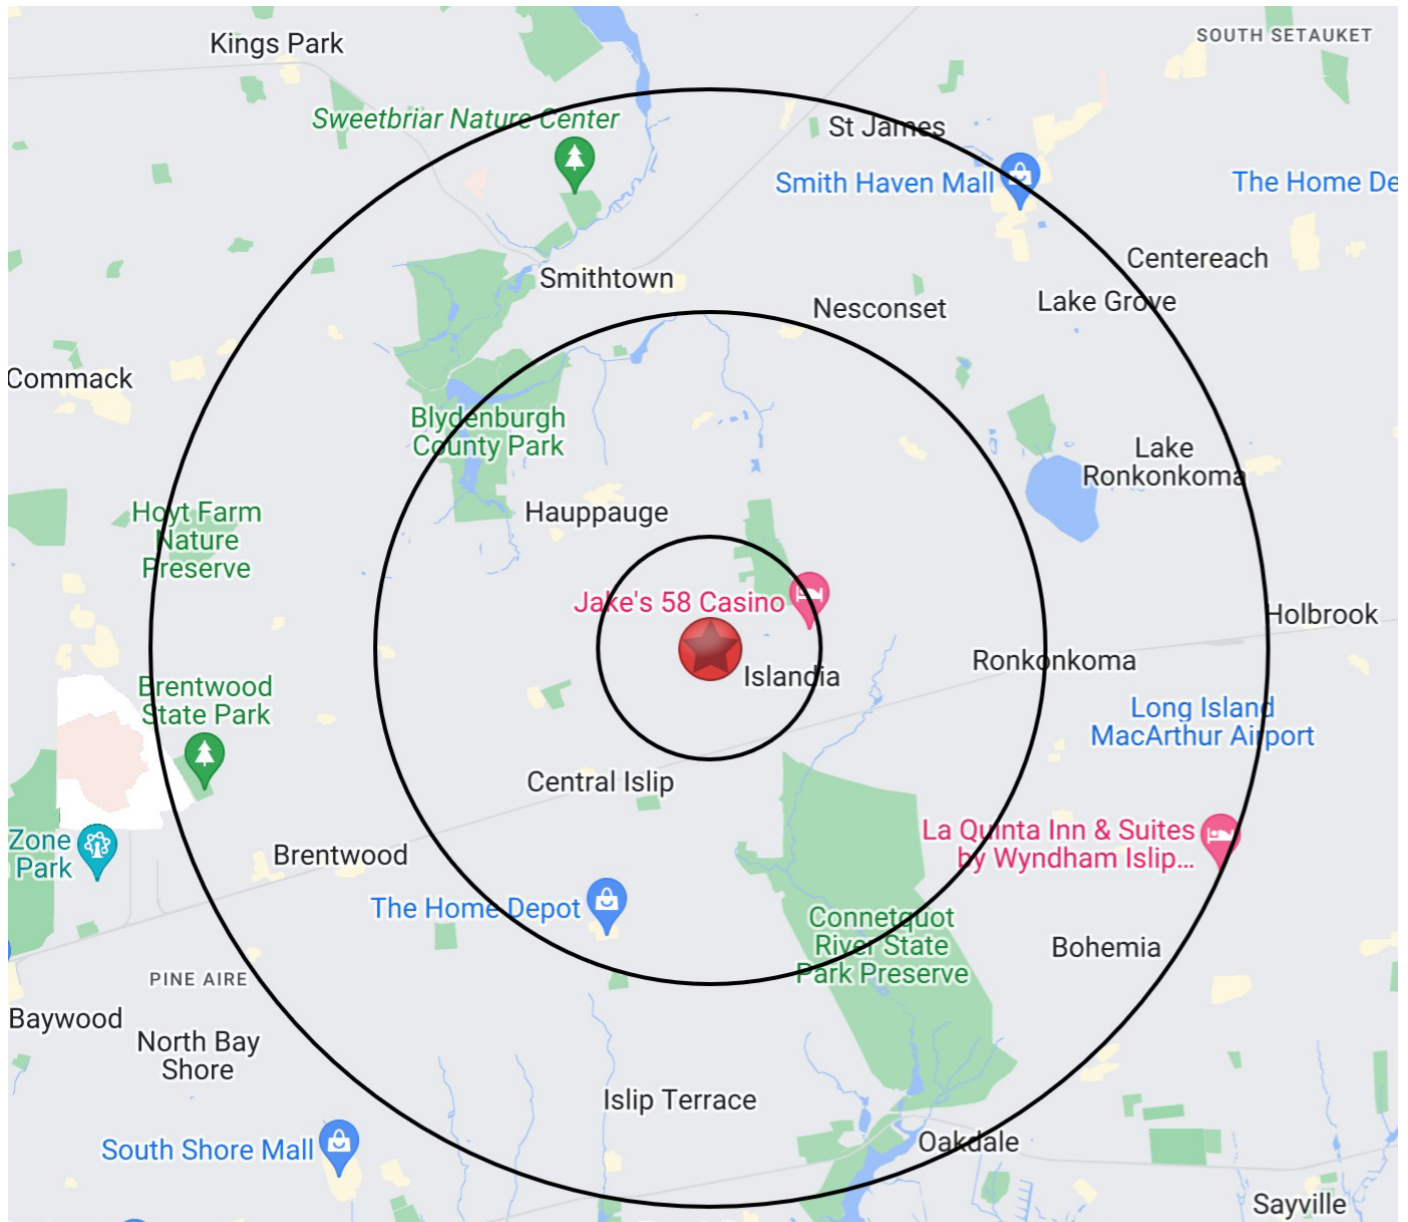 Kings Park
SOUTH SETAUKET
Sweetbriar Nature Center
St James
Smith Haven Mall
The Home De
Centereach
Smithtown
Nesconset
Lake Grove
Commack
Blydenburgh
County Park
Lake
Ronkonkoma
Hauppauge
Hoyt Farm
Nature
Preserve
Jake's 58 Casino
Holbrook
Islandia
Ronkonkoma
Brentwood
State Park
Long Island
MacArthur Airport
Central Islip
La Quinta Inn & Suites
by Wyndham Islip...
Zone
Park
Brentwood
The Home Depot
Connetquot
River State
Park Preserve
Bohemia
PINE AIRE
Baywood
North Bay
Shore
Islip Terrace
South Shore Mall
Oakdale
Sayville